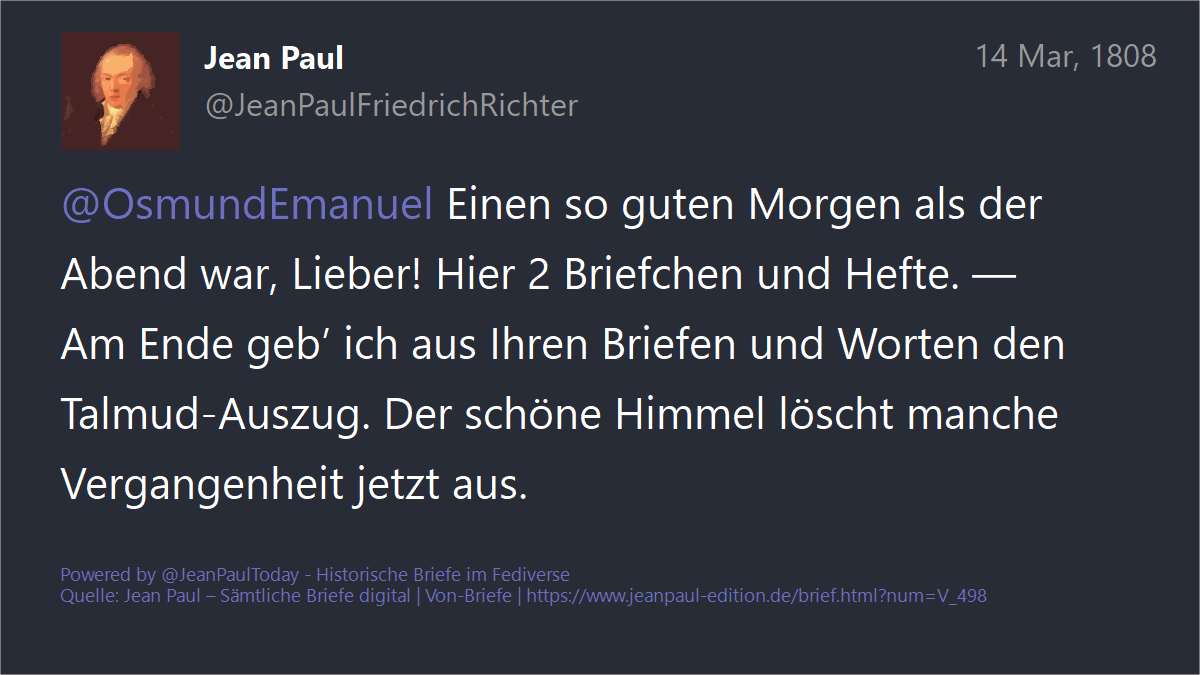 Jean Paul
14 Mar, 1808
@JeanPaulFriedrichRichter
@OsmundEmanuel Einen so guten Morgen als der
Abend war, Lieber! Hier 2 Briefchen und Hefte. —
Am Ende geb’ ich aus Ihren Briefen und Worten den
Talmud-Auszug. Der schöne Himmel löscht manche
Vergangenheit jetzt aus.
Powered by @JeanPaulToday - Historische Briefe im Fediverse
Quelle: Jean Paul – Sämtliche Briefe digital | Von-Briefe | https://www.jeanpaul-edition.de/brief.html?num=V_498